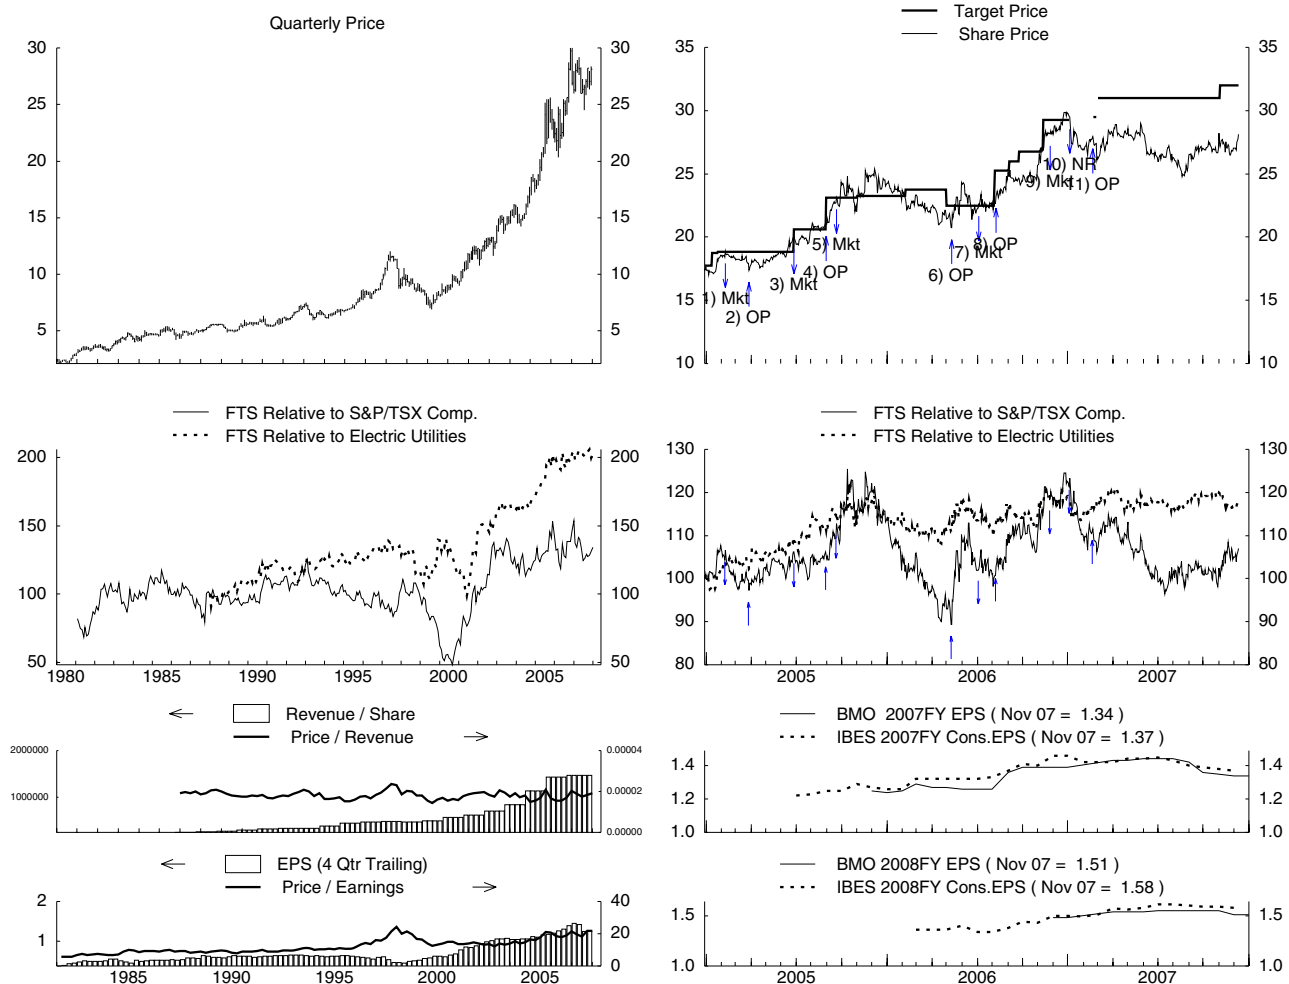 Quarterly Price
30 30
25 25
20 20
15 15
10 10
5 5
Target Price
Share Price
35 35
30 30
10) NR
9) Mkt
11) OP
25 25
20 20
5) Mkt
8) OP
7) Mkt
4) OP
6) OP
3) Mkt
1) Mkt
2) OP
15 15
10 10
FTS Relative to S&P/TSX Comp.
FTS Relative to Electric Utilities
200 200
150 150
100 100
50 50
1980 1985 1990 1995 2000 2005
FTS Relative to S&P/TSX Comp.
FTS Relative to Electric Utilities
130 130
120 120
110 110
100 100
90 90
80 80
2005 2006 2007
Revenue / Share
Price / Revenue
2000000 0.00004
1000000 0.00002
0.00000
BMO 2007FY EPS ( Nov 07 = 1.34 )
IBES 2007FY Cons.EPS ( Nov 07 = 1.37 )
1.4 1.4
1.2 1.2
1.0 1.0
EPS (4 Qtr Trailing)
Price / Earnings
2 40
1 20
0
1985 1990 1995 2000 2005
BMO 2008FY EPS ( Nov 07 = 1.51 )
IBES 2008FY Cons.EPS ( Nov 07 = 1.58 )
1.5 1.5
1.0 1.0
2005 2006 2007